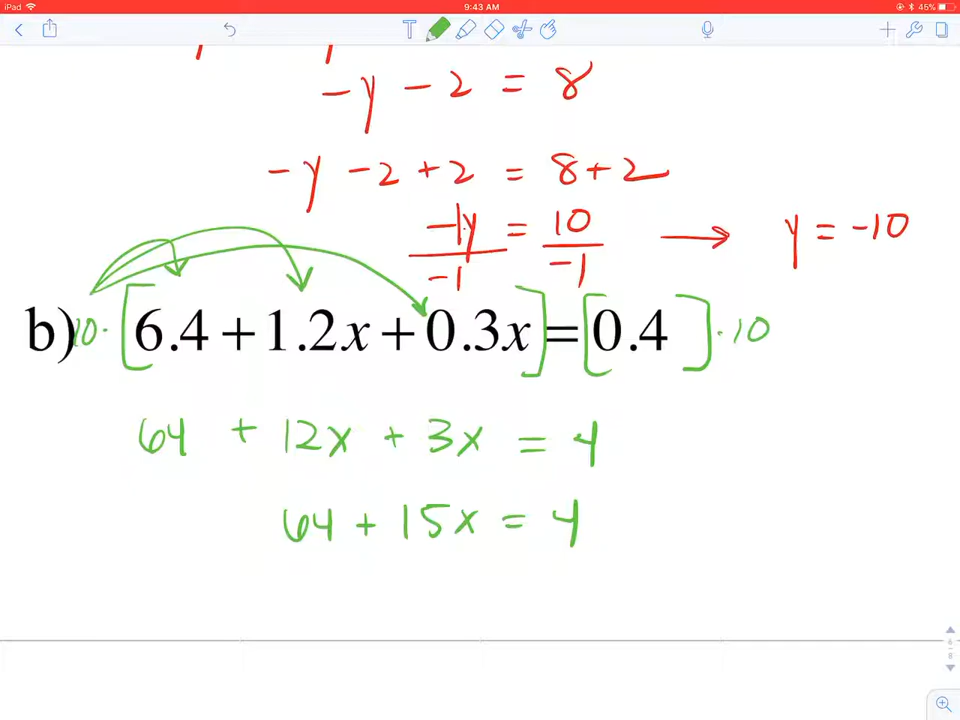 iPad 9:43 AM 45%
T
-y - 2 = 8
-y - 2 + 2 = 8 + 2
-1y = 10 → y = -10
-1 -1
b) 10· [6.4 + 1.2x + 0.3x] = [0.4] · 10
64 + 12x + 3x = 4
64 + 15x = 4